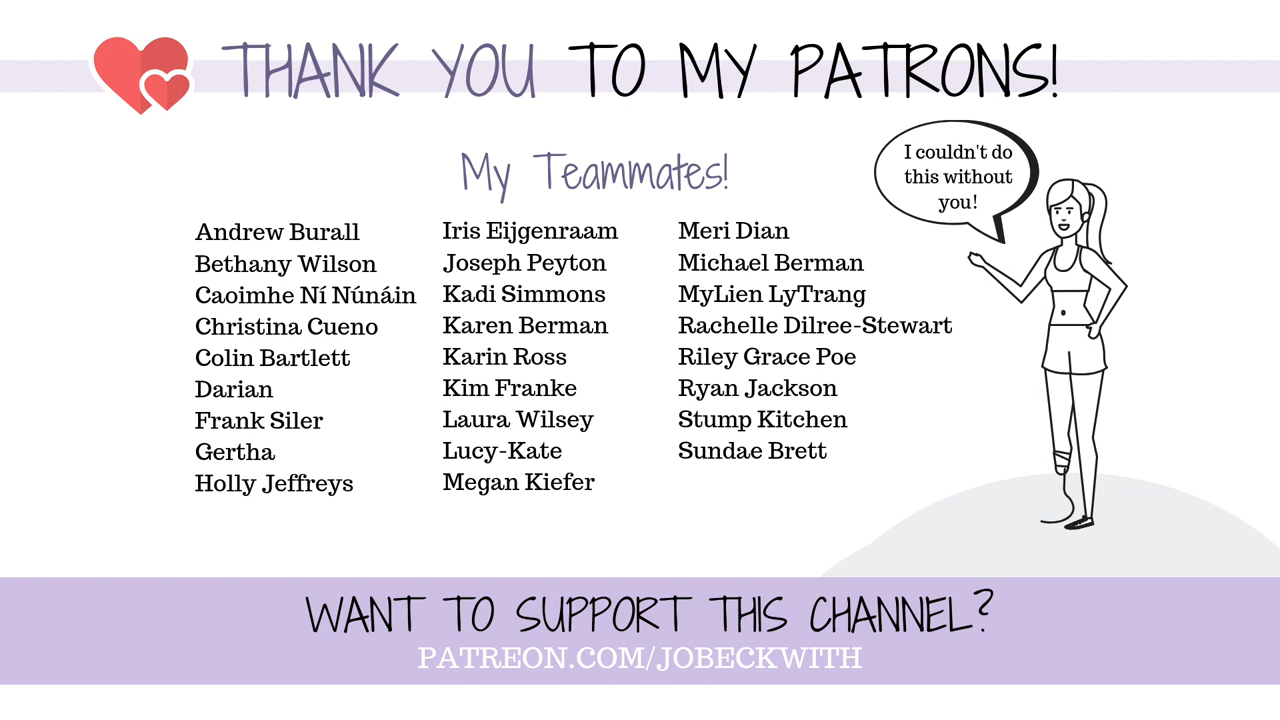 THANK YOU TO MY PATRONS!
My Teammates!
I couldn't do
this without
you!
Andrew Burall
Bethany Wilson
Caoimhe Ní Núnáin
Christina Cueno
Colin Bartlett
Darian
Frank Siler
Gertha
Holly Jeffreys
Iris Eijgenraam
Joseph Peyton
Kadi Simmons
Karen Berman
Karin Ross
Kim Franke
Laura Wilsey
Lucy-Kate
Megan Kiefer
Meri Dian
Michael Berman
MyLien LyTrang
Rachelle Dilree-Stewart
Riley Grace Poe
Ryan Jackson
Stump Kitchen
Sundae Brett
WANT TO SUPPORT THIS CHANNEL?
PATREON.COM/JOBECKWITH